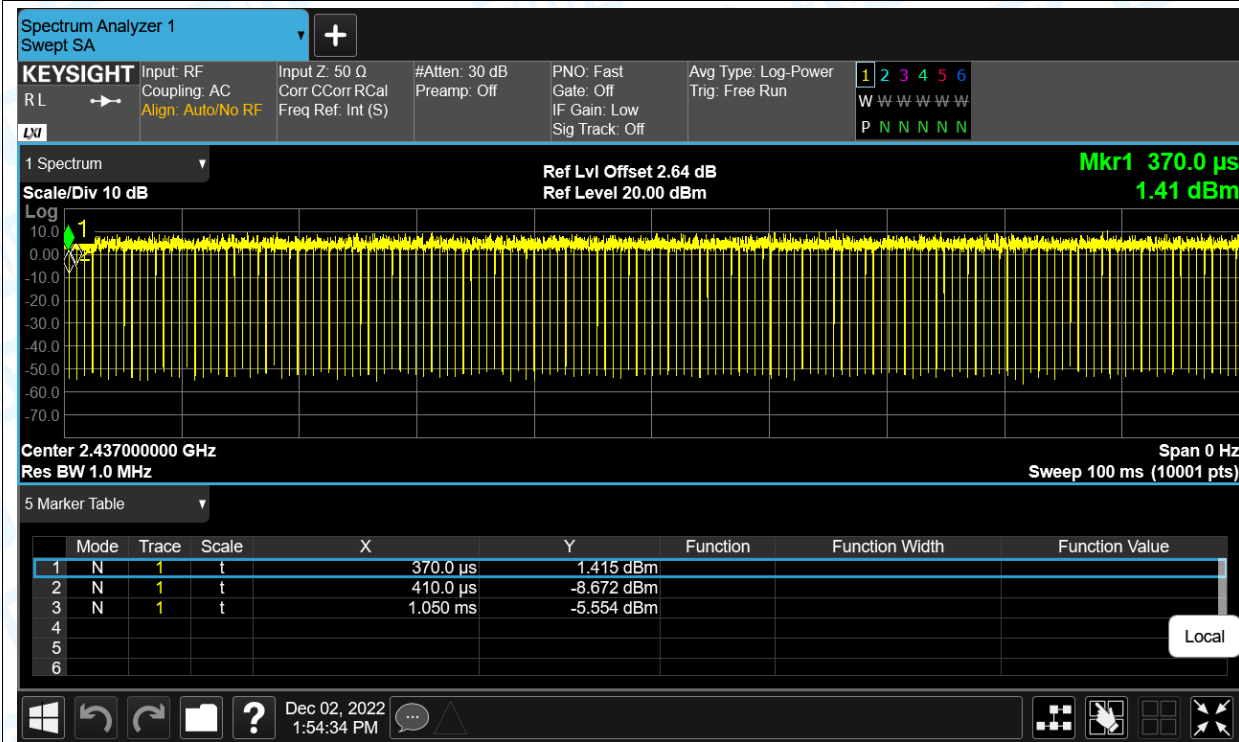 Spectrum Analyzer 1
Swept SA
KEYSIGHT
R L
LXI
Input: RF
Coupling: AC
Align: Auto/No RF
Input Z: 50 Ω
Corr CCorr RCal
Freq Ref: Int (S)
#Atten: 30 dB
Preamp: Off
PNO: Fast
Gate: Off
IF Gain: Low
Sig Track: Off
Avg Type: Log-Power
Trig: Free Run
1 2 3 4 5 6
W W W W W W
P N N N N N
1 Spectrum
Scale/Div 10 dB
Ref Lvl Offset 2.64 dB
Ref Level 20.00 dBm
Mkr1 370.0 µs
1.41 dBm
Log
1
10.0
0.00
-10.0
-20.0
-30.0
-40.0
-50.0
-60.0
-70.0
Center 2.437000000 GHz
Res BW 1.0 MHz
Span 0 Hz
Sweep 100 ms (10001 pts)
5 Marker Table
Mode Trace Scale X Y Function Function Width Function Value
1 N 1 t 370.0 µs 1.415 dBm
2 N 1 t 410.0 µs -8.672 dBm
3 N 1 t 1.050 ms -5.554 dBm
4
5
6
Local
?
Dec 02, 2022
1:54:34 PM